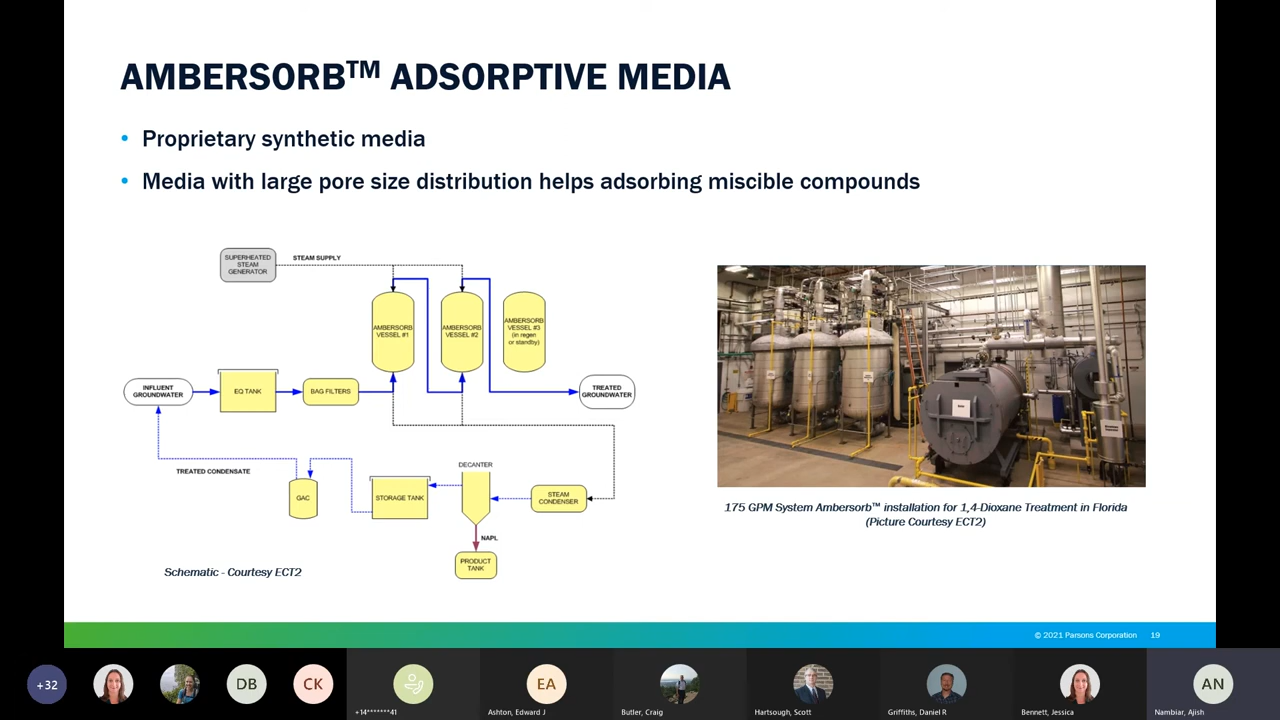 AMBERSORB™ ADSORPTIVE MEDIA
• Proprietary synthetic media
• Media with large pore size distribution helps adsorbing miscible compounds
SUPERHEATED
STEAM
GENERATOR
STEAM SUPPLY
AMBERSORB
VESSEL #1
AMBERSORB
VESSEL #2
AMBERSORB
VESSEL #3
(in regen
or standby)
INFLUENT
GROUNDWATER
EQ TANK
BAG FILTERS
TREATED
GROUNDWATER
TREATED CONDENSATE
GAC
STORAGE TANK
DECANTER
STEAM
CONDENSER
NAPL
PRODUCT
TANK
Schematic - Courtesy ECT2
175 GPM System Ambersorb™ installation for 1,4-Dioxane Treatment in Florida
(Picture Courtesy ECT2)
© 2021 Parsons Corporation 19
+32
DB
CK
+14*******41
EA
Ashton, Edward J
Butler, Craig
Hartsough, Scott
Griffiths, Daniel R
Bennett, Jessica
AN
Nambiar, Ajish